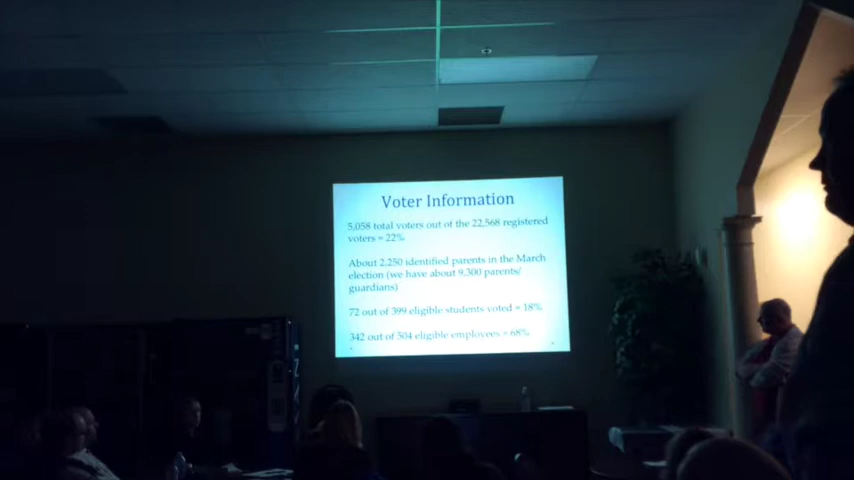 Voter Information
5,058 total voters out of the 22,568 registered
voters = 22%
About 2,250 identified parents in the March
election (we have about 9,300 parents/
guardians)
72 out of 399 eligible students voted = 18%
342 out of 504 eligible employees = 68%